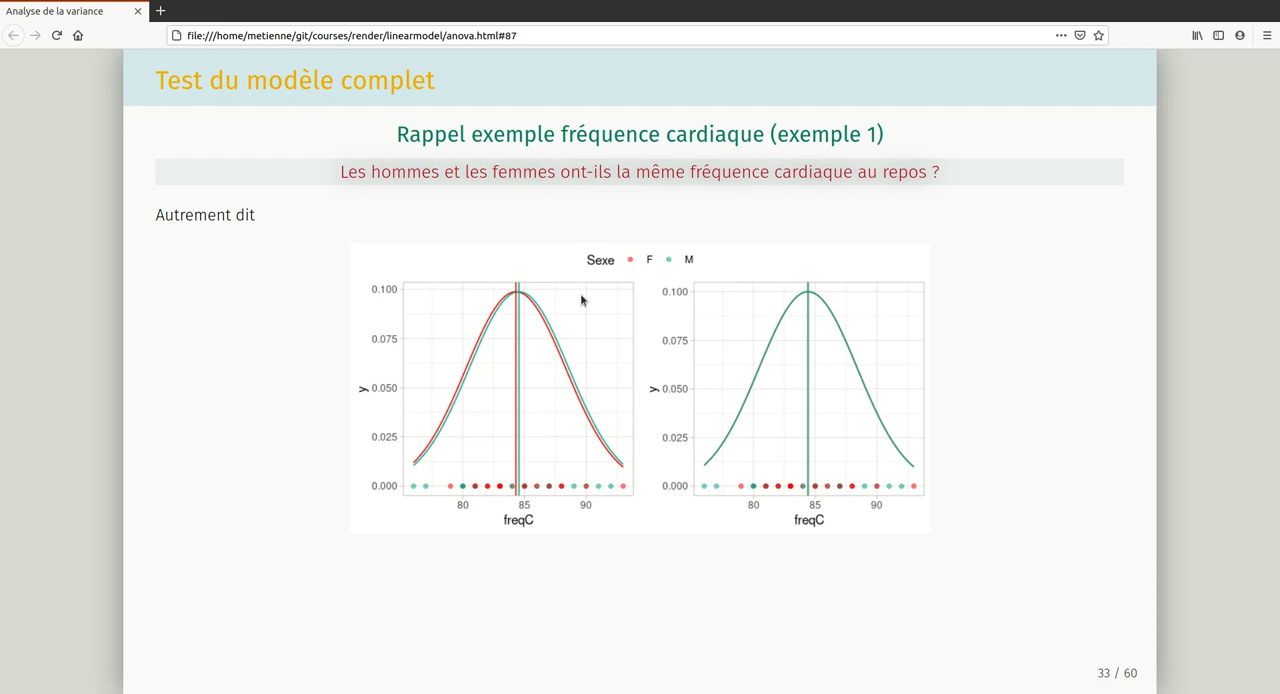 Analyse de la variance
file:///home/metienne/git/courses/render/linearmodel/anova.html#87
Test du modèle complet
Rappel exemple fréquence cardiaque (exemple 1)
Les hommes et les femmes ont-ils la même fréquence cardiaque au repos ?
Autrement dit
Sexe F M
0.100
0.075
0.050
0.025
0.000
y
80 85 90
freqC
0.100
0.075
0.050
0.025
0.000
y
80 85 90
freqC
33 / 60